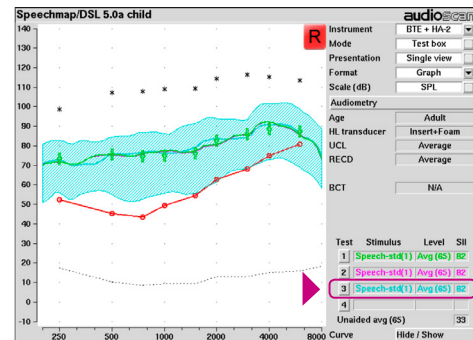 Speechmap/DSL 5.0a child
audioscan
R
Instrument BTE + HA-2
Mode Test box
Presentation Single view
Format Graph
Scale (dB) SPL
Audiometry
Age Adult
HL transducer Insert+Foam
UCL Average
RECD Average
BCT N/A
Test Stimulus Level SII
1 Speech-std(1) Avg (65) 82
2 Speech-std(1) Avg (65) 82
3 Speech-std(1) Avg (65) 82
4
Unaided avg (65) 33
Curve Hide / Show
140
130
120
110
100
90
80
70
60
50
40
30
20
10
0
-10
250 500 1000 2000 4000 8000